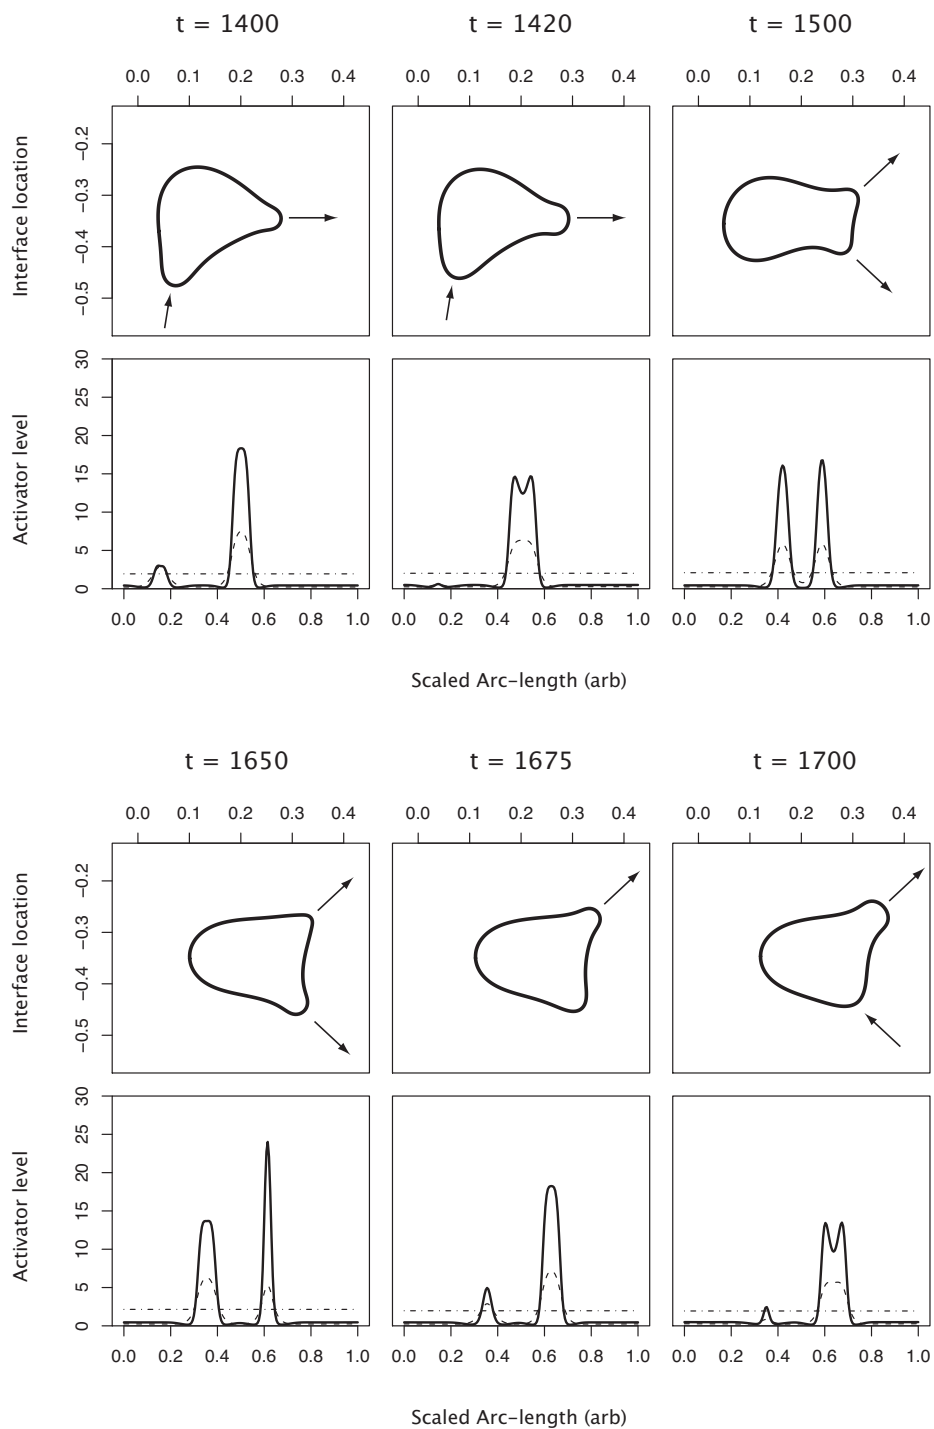 t = 1400 t = 1420 t = 1500
0.0 0.1 0.2 0.3 0.4 0.0 0.1 0.2 0.3 0.4 0.0 0.1 0.2 0.3 0.4
Interface location
−0.2
−0.3
−0.4
−0.5
Activator level
30
25
20
15
10
5
0
0.0 0.2 0.4 0.6 0.8 1.0 0.0 0.2 0.4 0.6 0.8 1.0 0.0 0.2 0.4 0.6 0.8 1.0
Scaled Arc−length (arb)
t = 1650 t = 1675 t = 1700
0.0 0.1 0.2 0.3 0.4 0.0 0.1 0.2 0.3 0.4 0.0 0.1 0.2 0.3 0.4
Interface location
−0.2
−0.3
−0.4
−0.5
Activator level
30
25
20
15
10
5
0
0.0 0.2 0.4 0.6 0.8 1.0 0.0 0.2 0.4 0.6 0.8 1.0 0.0 0.2 0.4 0.6 0.8 1.0
Scaled Arc−length (arb)